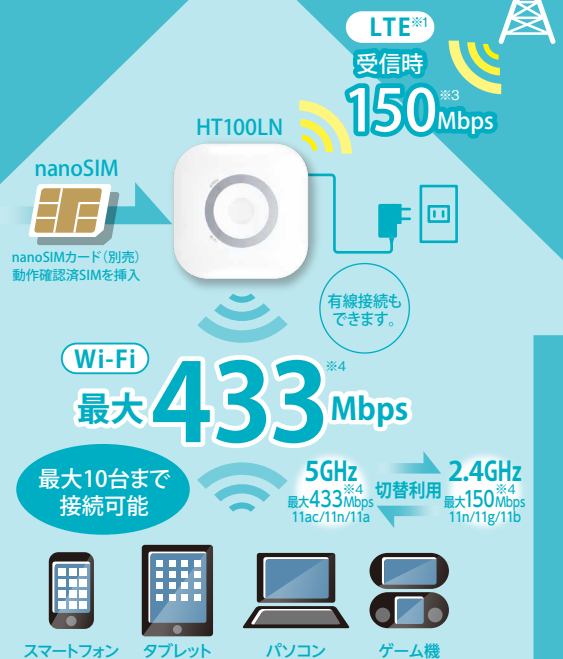 LTE※1
受信時
150※3Mbps
HT100LN
nanoSIM
nanoSIMカード（別売）
動作確認済SIMを挿入
有線接続も
できます。
Wi-Fi
最大433※4Mbps
最大10台まで
接続可能
5GHz
最大433※4Mbps
11ac/11n/11a
切替利用
2.4GHz
最大150※4Mbps
11n/11g/11b
スマートフォン
タブレット
パソコン
ゲーム機